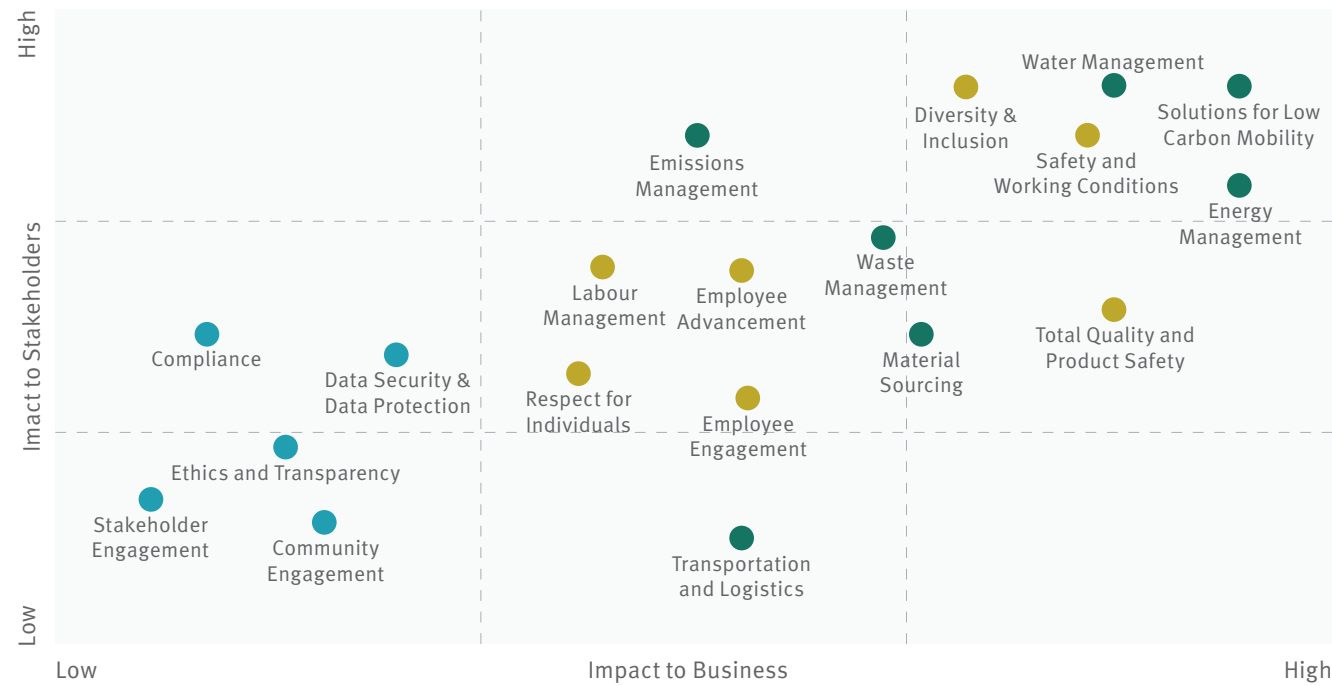 High
Water Management
Diversity &
Inclusion
Solutions for Low
Carbon Mobility
Emissions
Management
Safety and
Working Conditions
Energy
Management
Imact to Stakeholders
Waste
Management
Labour
Management
Employee
Advancement
Compliance
Data Security &
Data Protection
Material
Sourcing
Total Quality and
Product Safety
Respect for
Individuals
Employee
Engagement
Ethics and Transparency
Stakeholder
Engagement
Community
Engagement
Transportation
and Logistics
Low
Low
Impact to Business
High